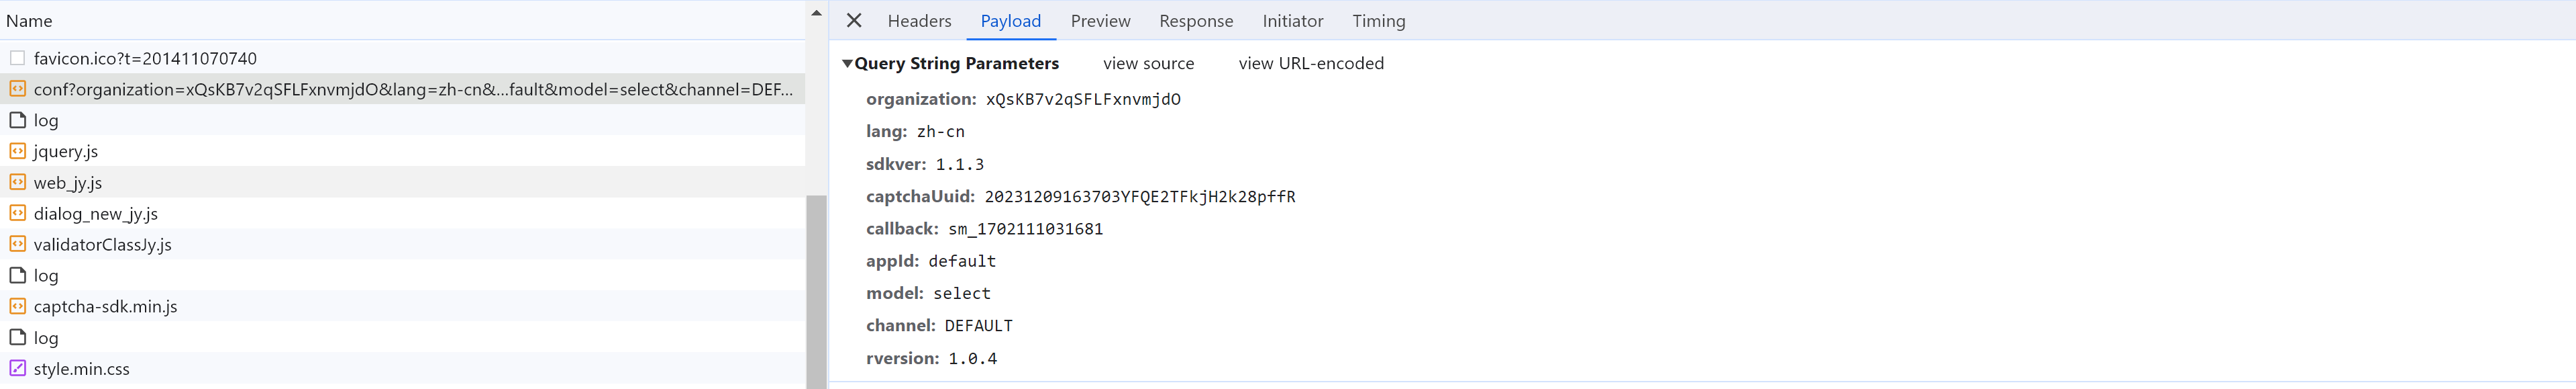 Name
favicon.ico?t=201411070740
conf?organization=xQsKB7v2qSFLFxnvmjdO&lang=zh-cn&...fault&model=select&channel=DEF...
log
jquery.js
web_jy.js
dialog_new_jy.js
validatorClassJy.js
log
captcha-sdk.min.js
log
style.min.css
Headers Payload Preview Response Initiator Timing
Query String Parameters view source view URL-encoded
organization: xQsKB7v2qSFLFxnvmjdO
lang: zh-cn
sdkver: 1.1.3
captchaUuid: 20231209163703YFQE2TFkjH2k28pffR
callback: sm_1702111031681
appId: default
model: select
channel: DEFAULT
rversion: 1.0.4